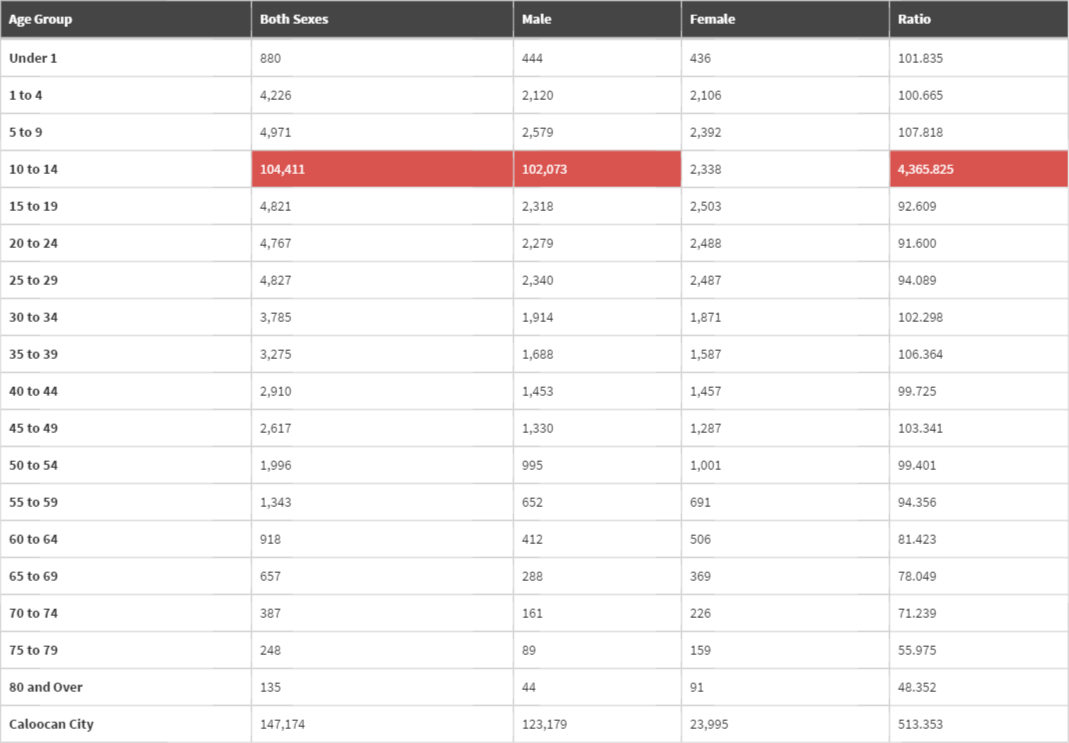 Age Group Both Sexes Male Female Ratio
Under 1 880 444 436 101.835
1 to 4 4,226 2,120 2,106 100.665
5 to 9 4,971 2,579 2,392 107.818
10 to 14 104,411 102,073 2,338 4,365.825
15 to 19 4,821 2,318 2,503 92.609
20 to 24 4,767 2,279 2,488 91.600
25 to 29 4,827 2,340 2,487 94.089
30 to 34 3,785 1,914 1,871 102.298
35 to 39 3,275 1,688 1,587 106.364
40 to 44 2,910 1,453 1,457 99.725
45 to 49 2,617 1,330 1,287 103.341
50 to 54 1,996 995 1,001 99.401
55 to 59 1,343 652 691 94.356
60 to 64 918 412 506 81.423
65 to 69 657 288 369 78.049
70 to 74 387 161 226 71.239
75 to 79 248 89 159 55.975
80 and Over 135 44 91 48.352
Caloocan City 147,174 123,179 23,995 513.353